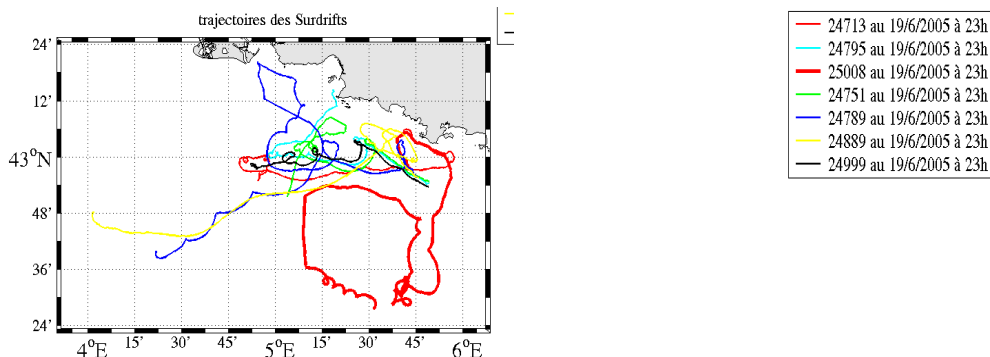 trajectoires des Surdrifts
24'
12'
43°N
48'
36'
24'
4°E 15' 30' 45' 5°E 15' 30' 45' 6°E
24713 au 19/6/2005 à 23h
24795 au 19/6/2005 à 23h
25008 au 19/6/2005 à 23h
24751 au 19/6/2005 à 23h
24789 au 19/6/2005 à 23h
24889 au 19/6/2005 à 23h
24999 au 19/6/2005 à 23h